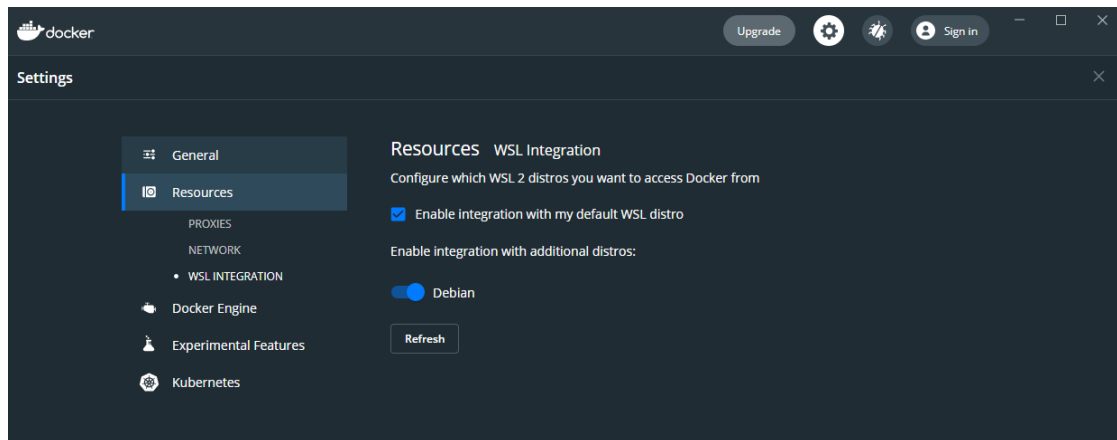 docker
Upgrade
Sign in
Settings
General
Resources
PROXIES
NETWORK
WSL INTEGRATION
Docker Engine
Experimental Features
Kubernetes
Resources WSL Integration
Configure which WSL 2 distros you want to access Docker from
Enable integration with my default WSL distro
Enable integration with additional distros:
Debian
Refresh